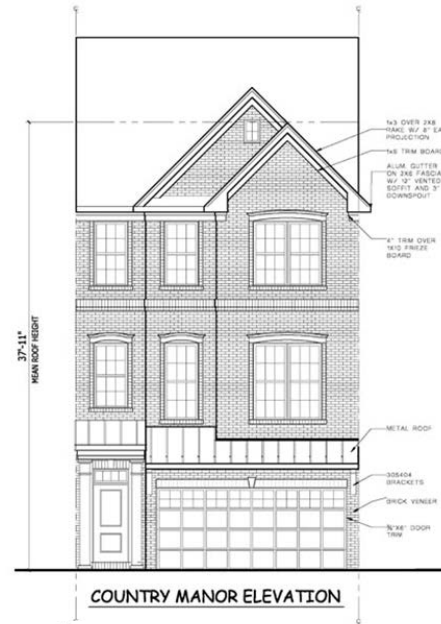 1x3 OVER 2X8
RAKE W/ 8" EA
PROJECTION
1x6 TRIM BOARD
ALUM. GUTTER
ON 2X6 FASCIA
W/ 12" VENTED
SOFFIT AND 3"
DOWNSPOUT
4" TRIM OVER
1X10 FRIEZE
BOARD
37'-11"
MEAN ROOF HEIGHT
METAL ROOF
BRACKETS
BRICK VENEER
DOOR
TRIM
COUNTRY MANOR ELEVATION